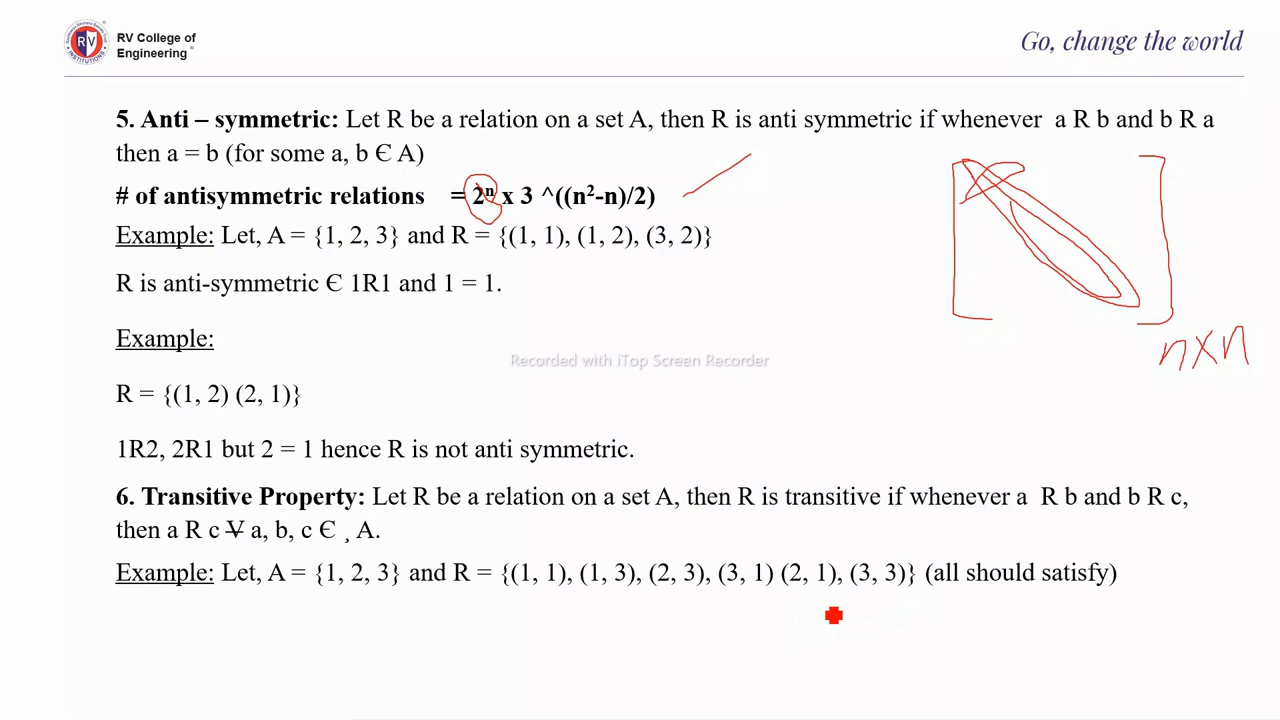 RV College of
Engineering
Go, change the world
5. Anti – symmetric: Let R be a relation on a set A, then R is anti symmetric if whenever a R b and b R a
then a = b (for some a, b Є A)
# of antisymmetric relations = 2ⁿ x 3 ^((n²-n)/2)
Example: Let, A = {1, 2, 3} and R = {(1, 1), (1, 2), (3, 2)}
R is anti-symmetric Є 1R1 and 1 = 1.
n×n
Example:
Recorded with iTop Screen Recorder
R = {(1, 2) (2, 1)}
1R2, 2R1 but 2 = 1 hence R is not anti symmetric.
6. Transitive Property: Let R be a relation on a set A, then R is transitive if whenever a R b and b R c,
then a R c ∀ a, b, c Є ¸ A.
Example: Let, A = {1, 2, 3} and R = {(1, 1), (1, 3), (2, 3), (3, 1) (2, 1), (3, 3)} (all should satisfy)